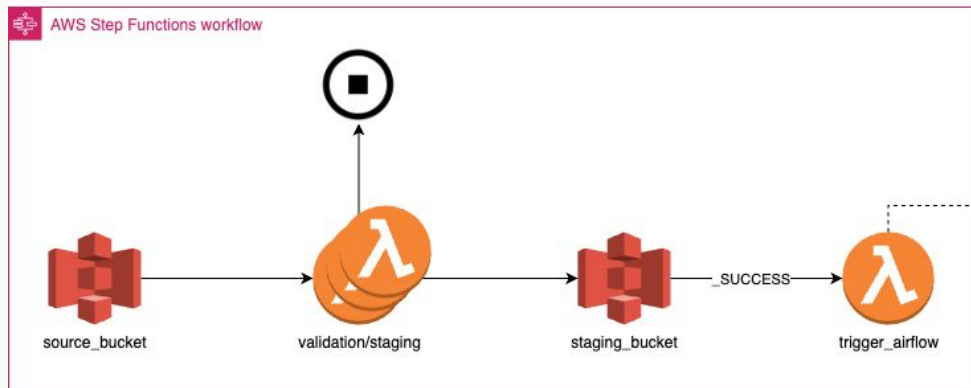 AWS Step Functions workflow
_SUCCESS
source_bucket
validation/staging
staging_bucket
trigger_airflow